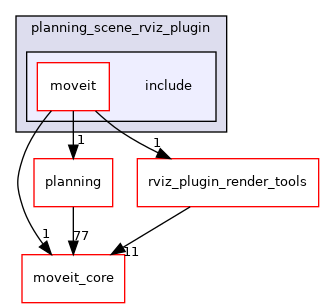 planning_scene_rviz_plugin
moveit
include
1
1
planning
rviz_plugin_render_tools
1
77
11
moveit_core